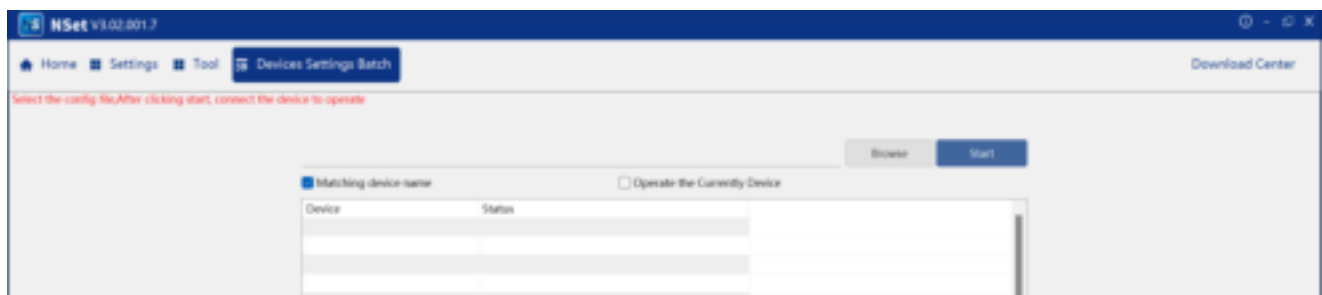 NSet V3.02.001.7
Home Settings Tool Devices Settings Batch Download Center
Select the config file,After clicking start, connect the device to operate
Browse Start
Matching device name Operate the Currently Device
Device Status